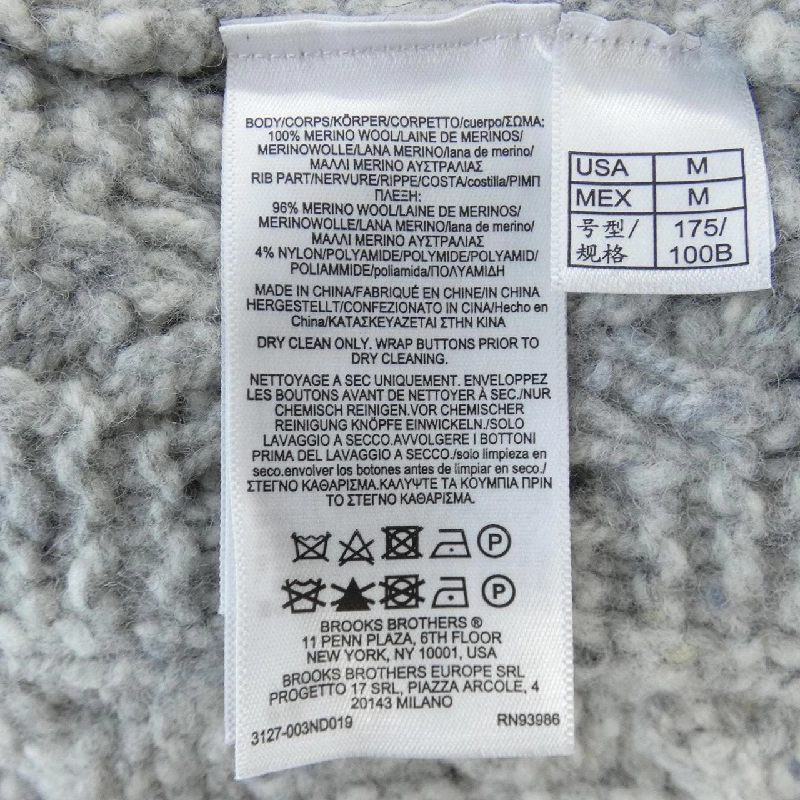 BODY/CORPS/KÖRPER/CORPETTO/cuerpo/ΣΩΜΑ:
100% MERINO WOOL/LAINE DE MERINOS/
MERINOWOLLE/LANA MERINO/lana de merino/
ΜΑΛΛΙ ΜΕRΙΝΟ ΑΥΣΤΡΑΛΙΑΣ
RIB PART/NERVURE/RIPPE/COSTA/costilla/ΡΙΜΠ
ΠΛΕΞΗ:
96% MERINO WOOL/LAINE DE MERINOS/
MERINOWOLLE/LANA MERINO/lana de merino/
ΜΑΛΛΙ ΜΕRΙΝΟ ΑΥΣΤΡΑΛΙΑΣ
4% NYLON/POLYAMIDE/POLYMIDE/POLYAMID/
POLIAMMIDE/poliamida/ΠΟΛΥΑΜΙΔΗ
MADE IN CHINA/FABRIQUÉ EN CHINE/IN CHINA
HERGESTELLT/CONFEZIONATO IN CINA/Hecho en
China/ΚΑΤΑΣΚΕΥΑΖΕΤΑΙ ΣΤΗΝ ΚΙΝΑ
DRY CLEAN ONLY. WRAP BUTTONS PRIOR TO
DRY CLEANING.
NETTOYAGE A SEC UNIQUEMENT. ENVELOPPEZ
LES BOUTONS AVANT DE NETTOYER À SEC./NUR
CHEMISCH REINIGEN.VOR CHEMISCHER
REINIGUNG KNÖPFE EINWICKELN./SOLO
LAVAGGIO A SECCO.AVVOLGERE I BOTTONI
PRIMA DEL LAVAGGIO A SECCO./solo limpieza en
seco.envolver los botones antes de limpiar en seco./
ΣΤΕΓΝΟ ΚΑΘΑΡΙΣΜΑ.ΚΑΛΥΨΤΕ ΤΑ ΚΟΥΜΠΙΑ ΠΡΙΝ
ΤΟ ΣΤΕΓΝΟ ΚΑΘΑΡΙΣΜΑ.
P
P
BROOKS BROTHERS ®
11 PENN PLAZA, 6TH FLOOR
NEW YORK, NY 10001, USA
BROOKS BROTHERS EUROPE SRL
PROGETTO 17 SRL, PIAZZA ARCOLE, 4
20143 MILANO
3127-003ND019 RN93986
USA M
MEX M
号型/ 175/
规格 100B